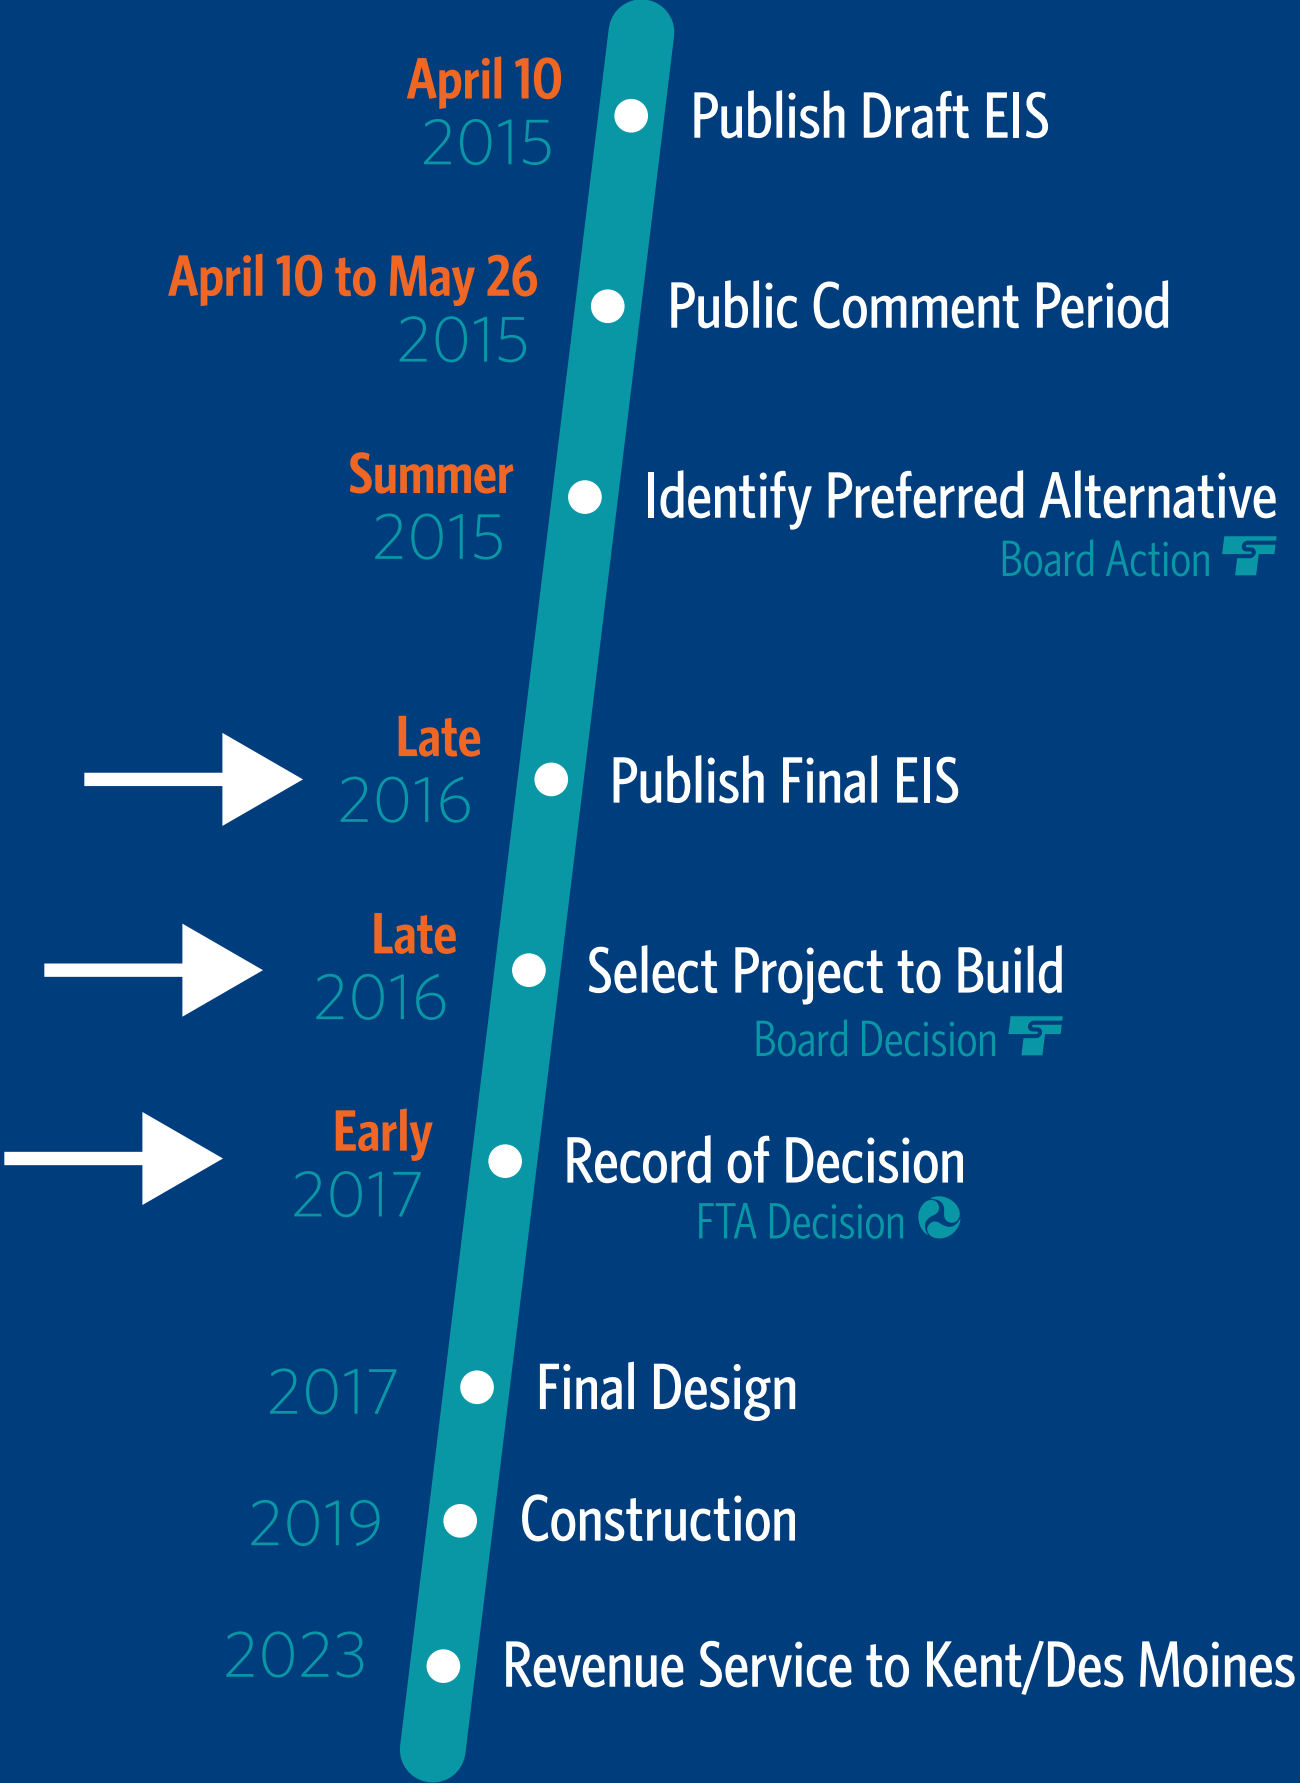 April 10
2015
Publish Draft EIS
April 10 to May 26
2015
Public Comment Period
Summer
2015
Identify Preferred Alternative
Board Action
Late
2016
Publish Final EIS
Late
2016
Select Project to Build
Board Decision
Early
2017
Record of Decision
FTA Decision
2017
Final Design
2019
Construction
2023
Revenue Service to Kent/Des Moines